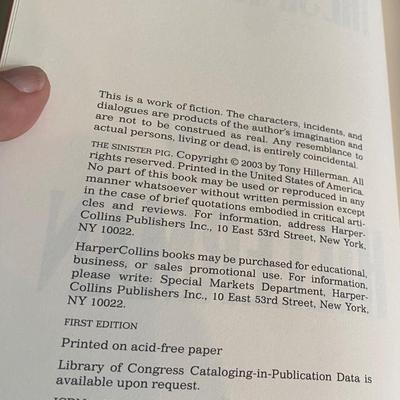 This is a work of fiction. The characters, incidents, and
dialogues are products of the author's imagination and
are not to be construed as real. Any resemblance to
actual persons, living or dead, is entirely coincidental.
THE SINISTER PIG. Copyright © 2003 by Tony Hillerman. All
rights reserved. Printed in the United States of America.
No part of this book may be used or reproduced in any
manner whatsoever without written permission except
in the case of brief quotations embodied in critical arti-
cles and reviews. For information, address Harper-
Collins Publishers Inc., 10 East 53rd Street, New York,
NY 10022.
HarperCollins books may be purchased for educational,
business, or sales promotional use. For information,
please write: Special Markets Department, Harper-
Collins Publishers Inc., 10 East 53rd Street, New York,
NY 10022.
FIRST EDITION
Printed on acid-free paper
Library of Congress Cataloging-in-Publication Data is
available upon request.